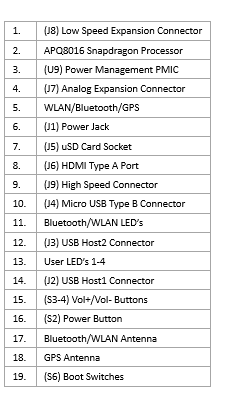 1. (J8) Low Speed Expansion Connector
2. APQ8016 Snapdragon Processor
3. (U9) Power Management PMIC
4. (J7) Analog Expansion Connector
5. WLAN/Bluetooth/GPS
6. (J1) Power Jack
7. (J5) uSD Card Socket
8. (J6) HDMI Type A Port
9. (J9) High Speed Connector
10. (J4) Micro USB Type B Connector
11. Bluetooth/WLAN LED's
12. (J3) USB Host2 Connector
13. User LED's 1-4
14. (J2) USB Host1 Connector
15. (S3-4) Vol+/Vol- Buttons
16. (S2) Power Button
17. Bluetooth/WLAN Antenna
18. GPS Antenna
19. (S6) Boot Switches